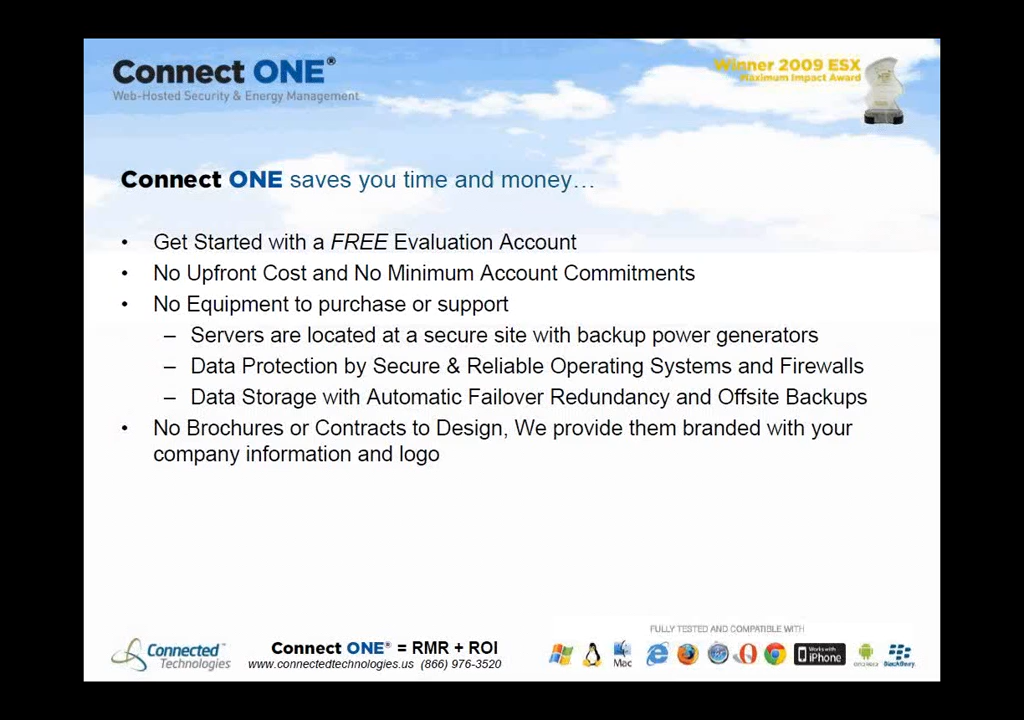 Connect ONE®
Web-Hosted Security & Energy Management
Winner 2009 ESX
Maximum Impact Award
Connect ONE saves you time and money…
• Get Started with a FREE Evaluation Account
• No Upfront Cost and No Minimum Account Commitments
• No Equipment to purchase or support
– Servers are located at a secure site with backup power generators
– Data Protection by Secure & Reliable Operating Systems and Firewalls
– Data Storage with Automatic Failover Redundancy and Offsite Backups
• No Brochures or Contracts to Design, We provide them branded with your
company information and logo
Connected™
Technologies
Connect ONE® = RMR + ROI
www.connectedtechnologies.us (866) 976-3520
FULLY TESTED AND COMPATIBLE WITH
Mac
Works with
iPhone
BlackBerry